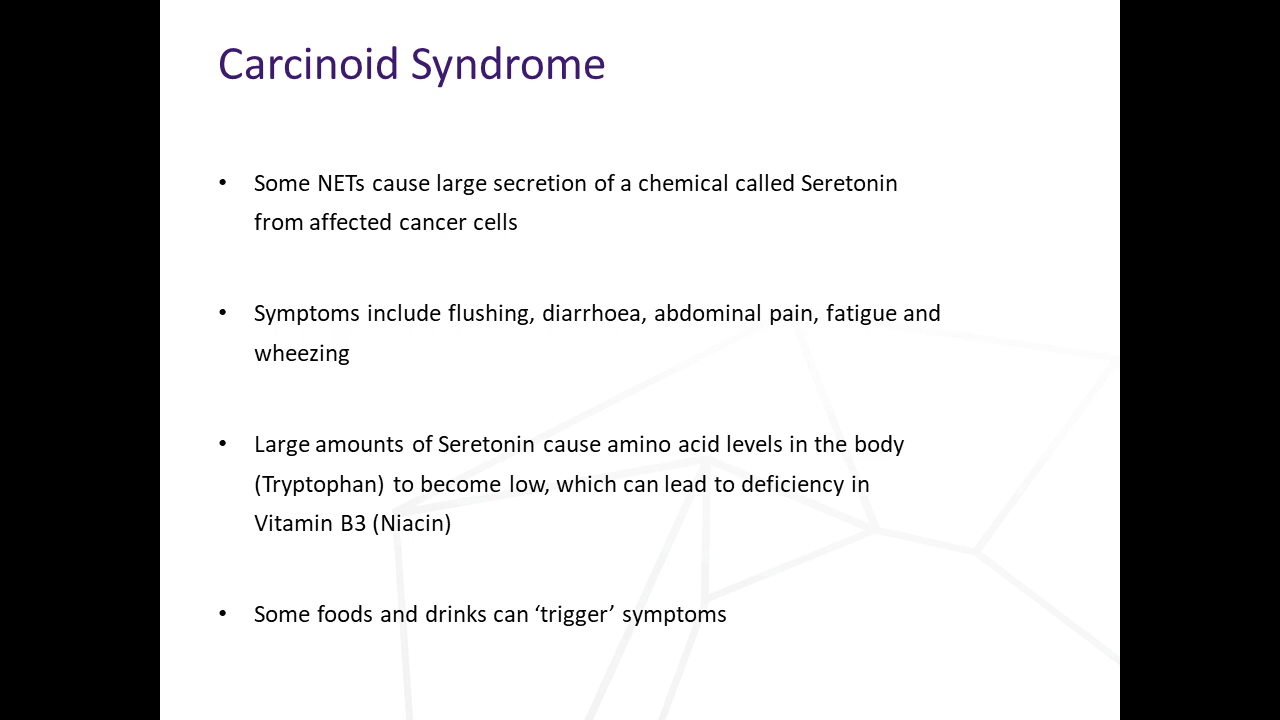 Carcinoid Syndrome
• Some NETs cause large secretion of a chemical called Seretonin
from affected cancer cells
• Symptoms include flushing, diarrhoea, abdominal pain, fatigue and
wheezing
• Large amounts of Seretonin cause amino acid levels in the body
(Tryptophan) to become low, which can lead to deficiency in
Vitamin B3 (Niacin)
• Some foods and drinks can ‘trigger’ symptoms